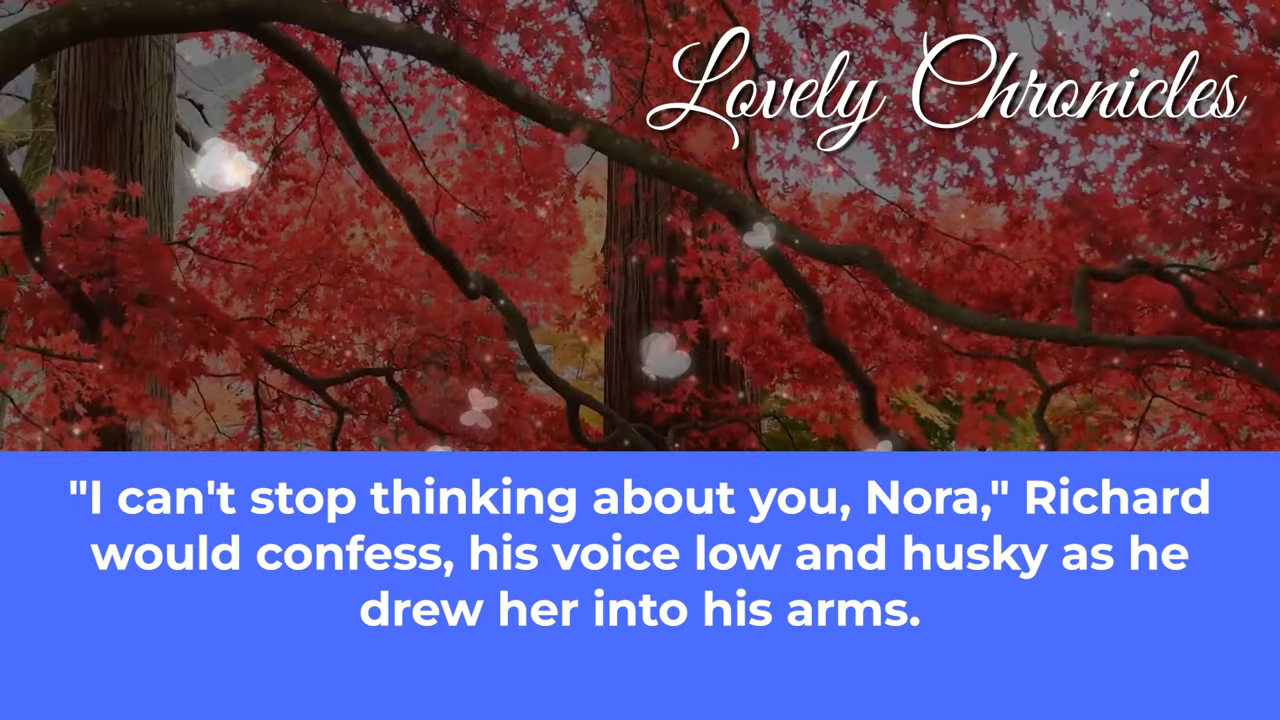 Lovely Chronicles
"I can't stop thinking about you, Nora," Richard
would confess, his voice low and husky as he
drew her into his arms.